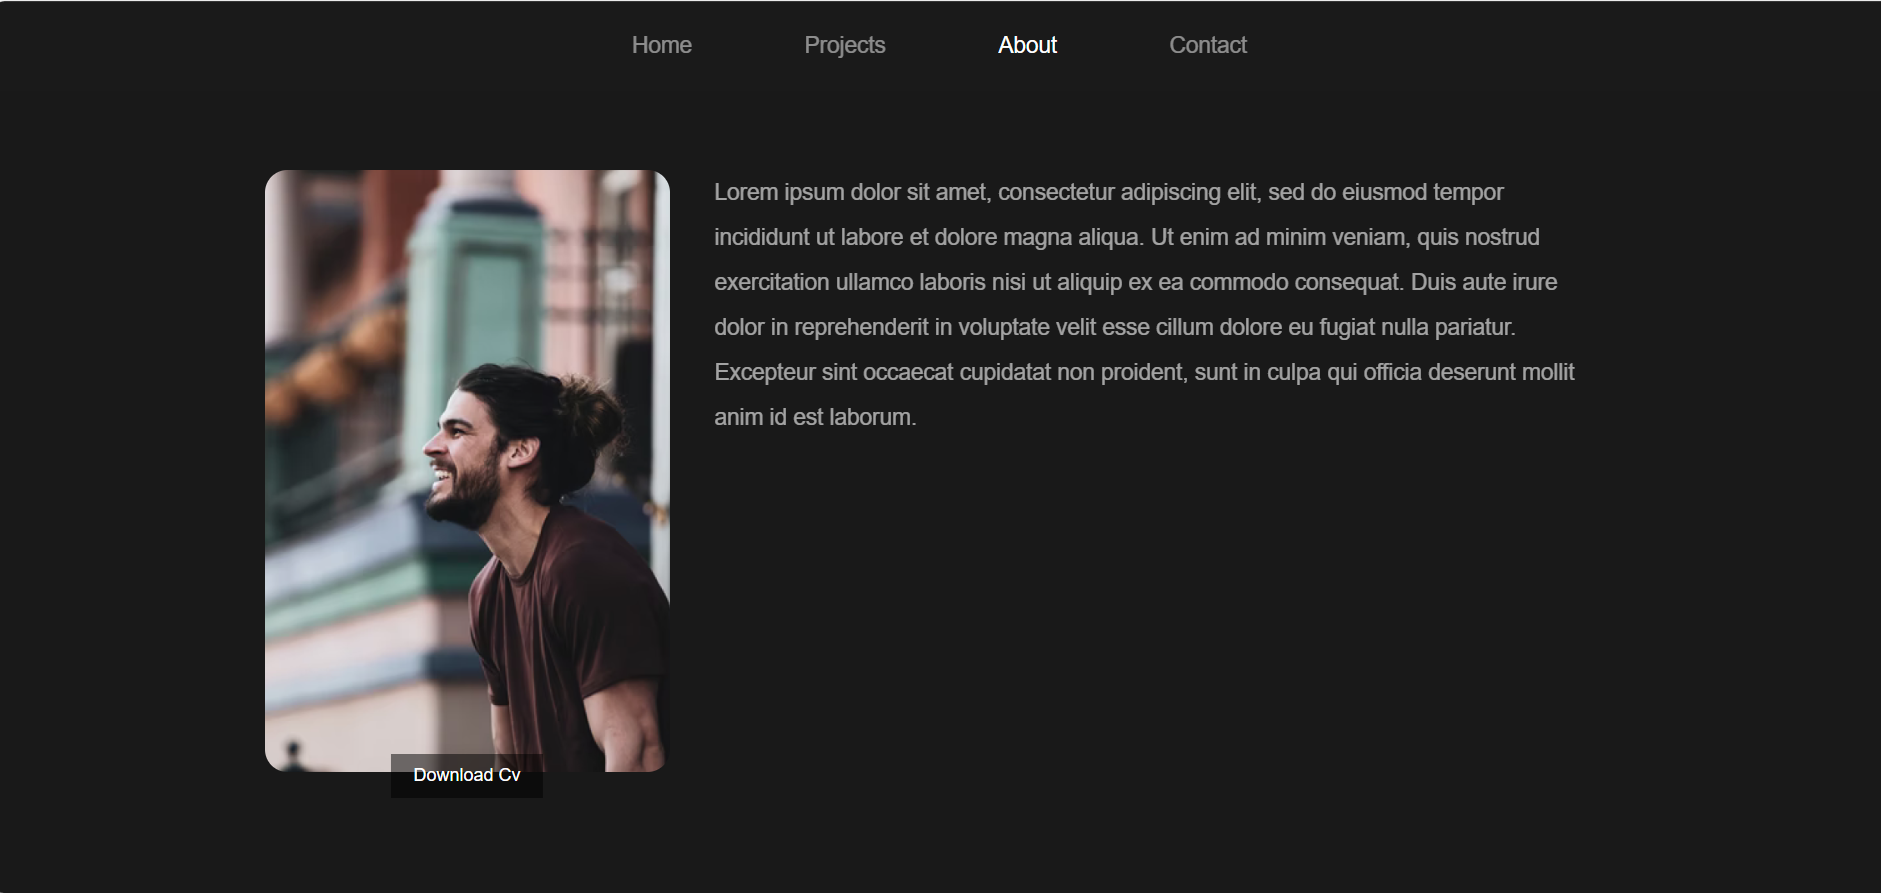 Home Projects About Contact
Lorem ipsum dolor sit amet, consectetur adipiscing elit, sed do eiusmod tempor
incididunt ut labore et dolore magna aliqua. Ut enim ad minim veniam, quis nostrud
exercitation ullamco laboris nisi ut aliquip ex ea commodo consequat. Duis aute irure
dolor in reprehenderit in voluptate velit esse cillum dolore eu fugiat nulla pariatur.
Excepteur sint occaecat cupidatat non proident, sunt in culpa qui officia deserunt mollit
anim id est laborum.
Download Cv